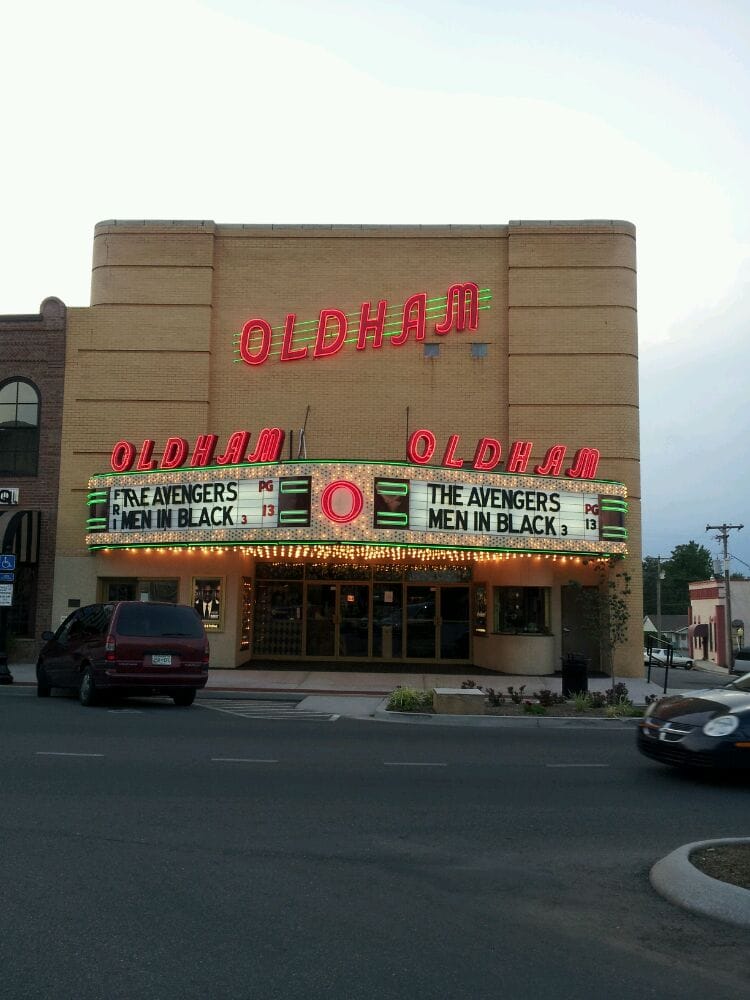 OLDHAM
OLDHAM
OLDHAM
FRI
THE AVENGERS PG
MEN IN BLACK 3 13
O
THE AVENGERS PG
MEN IN BLACK 3 13